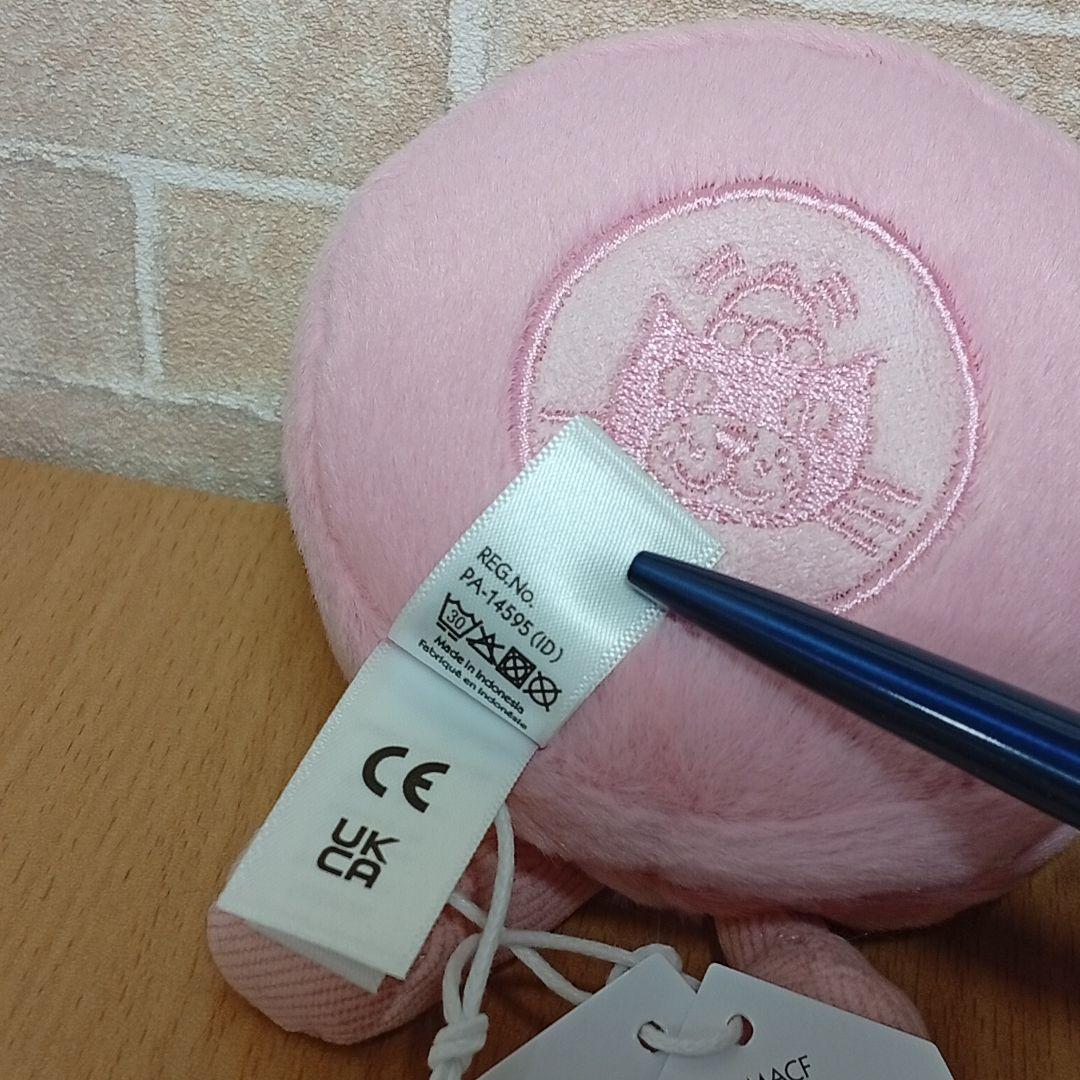 REG.No.
PA-14595 (ID)
30
Made in Indonesia
Fabriqué en Indonésie
CE
UK
CA